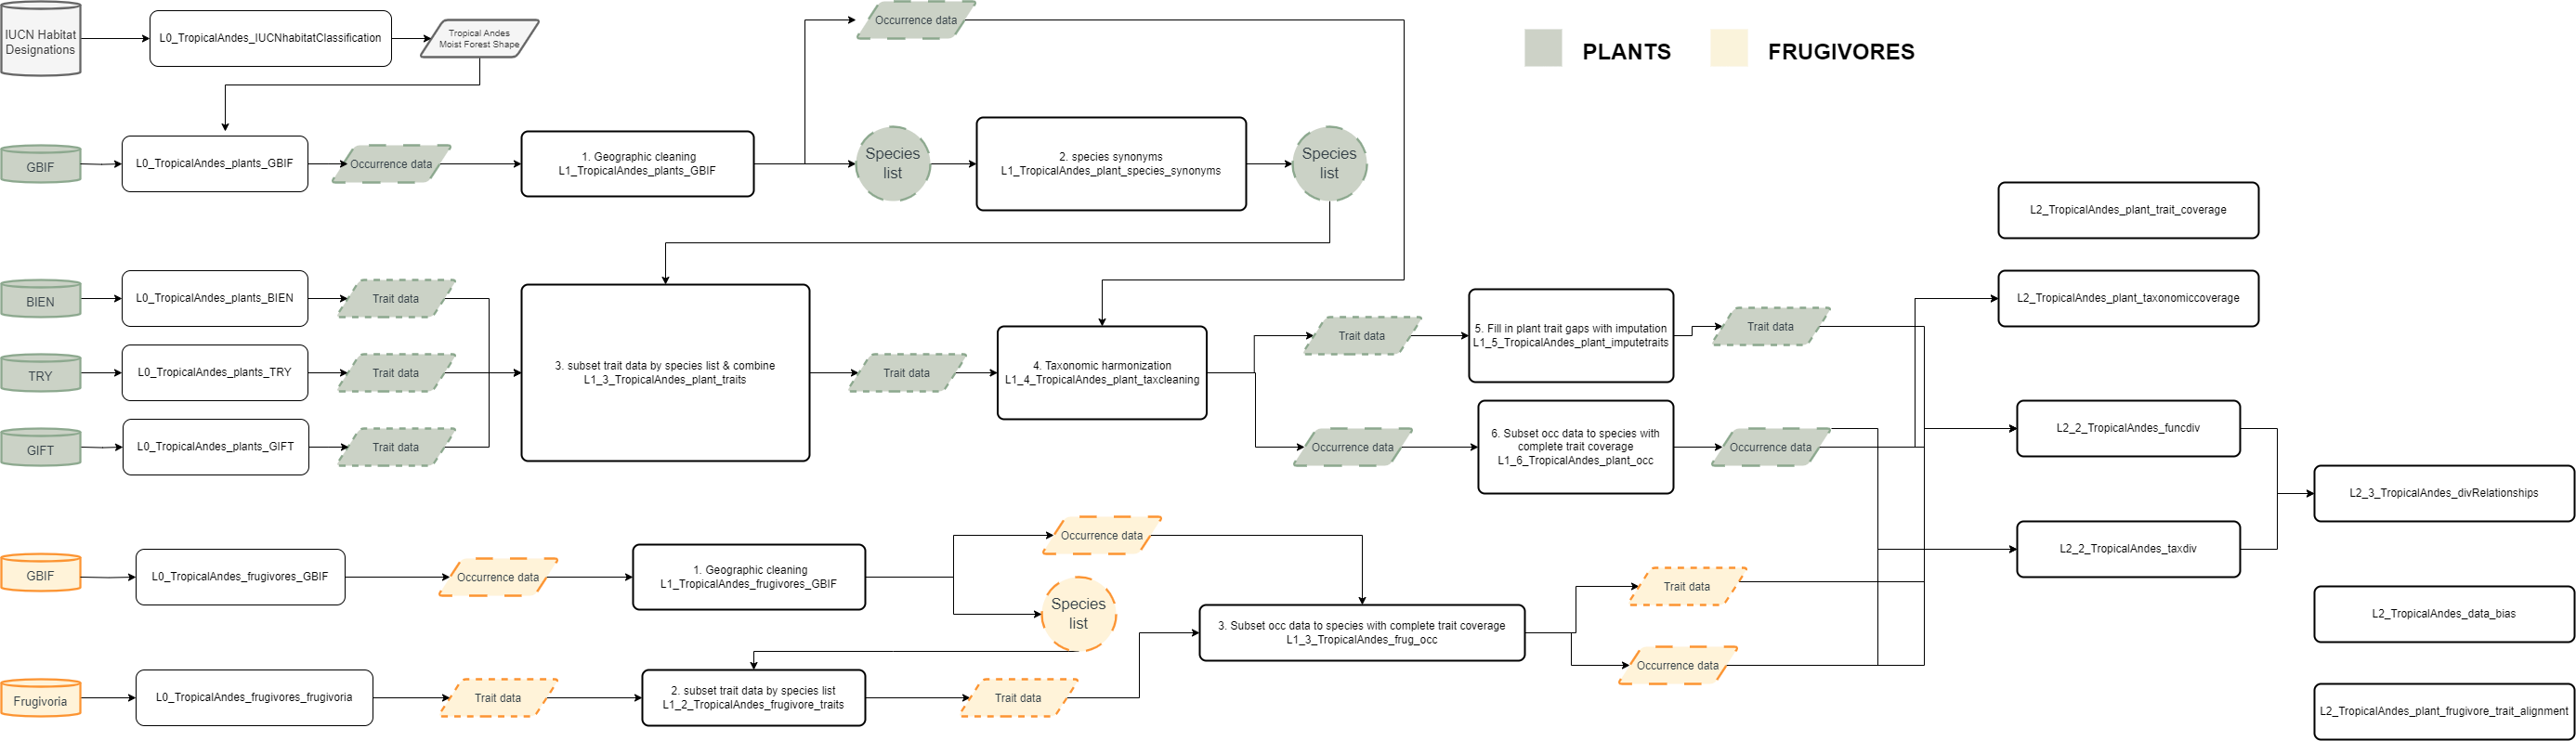 IUCN Habitat
Designations
L0_TropicalAndes_IUCNhabitatClassification
Tropical Andes
Moist Forest Shape
Occurrence data
PLANTS
FRUGIVORES
GBIF
L0_TropicalAndes_plants_GBIF
Occurrence data
1. Geographic cleaning
L1_TropicalAndes_plants_GBIF
Species
list
2. species synonyms
L1_TropicalAndes_plant_species_synonyms
Species
list
L2_TropicalAndes_plant_trait_coverage
BIEN
L0_TropicalAndes_plants_BIEN
Trait data
L2_TropicalAndes_plant_taxonomiccoverage
TRY
L0_TropicalAndes_plants_TRY
Trait data
3. subset trait data by species list & combine
L1_3_TropicalAndes_plant_traits
Trait data
4. Taxonomic harmonization
L1_4_TropicalAndes_plant_taxcleaning
Trait data
5. Fill in plant trait gaps with imputation
L1_5_TropicalAndes_plant_imputetraits
Trait data
GIFT
L0_TropicalAndes_plants_GIFT
Trait data
Occurrence data
6. Subset occ data to species with
complete trait coverage
L1_6_TropicalAndes_plant_occ
Occurrence data
L2_2_TropicalAndes_funcdiv
L2_3_TropicalAndes_divRelationships
L2_2_TropicalAndes_taxdiv
GBIF
L0_TropicalAndes_frugivores_GBIF
Occurrence data
1. Geographic cleaning
L1_TropicalAndes_frugivores_GBIF
Occurrence data
Species
list
3. Subset occ data to species with complete trait coverage
L1_3_TropicalAndes_frug_occ
Trait data
Occurrence data
L2_TropicalAndes_data_bias
Frugivoria
L0_TropicalAndes_frugivores_frugivoria
Trait data
2. subset trait data by species list
L1_2_TropicalAndes_frugivore_traits
Trait data
L2_TropicalAndes_plant_frugivore_trait_alignment